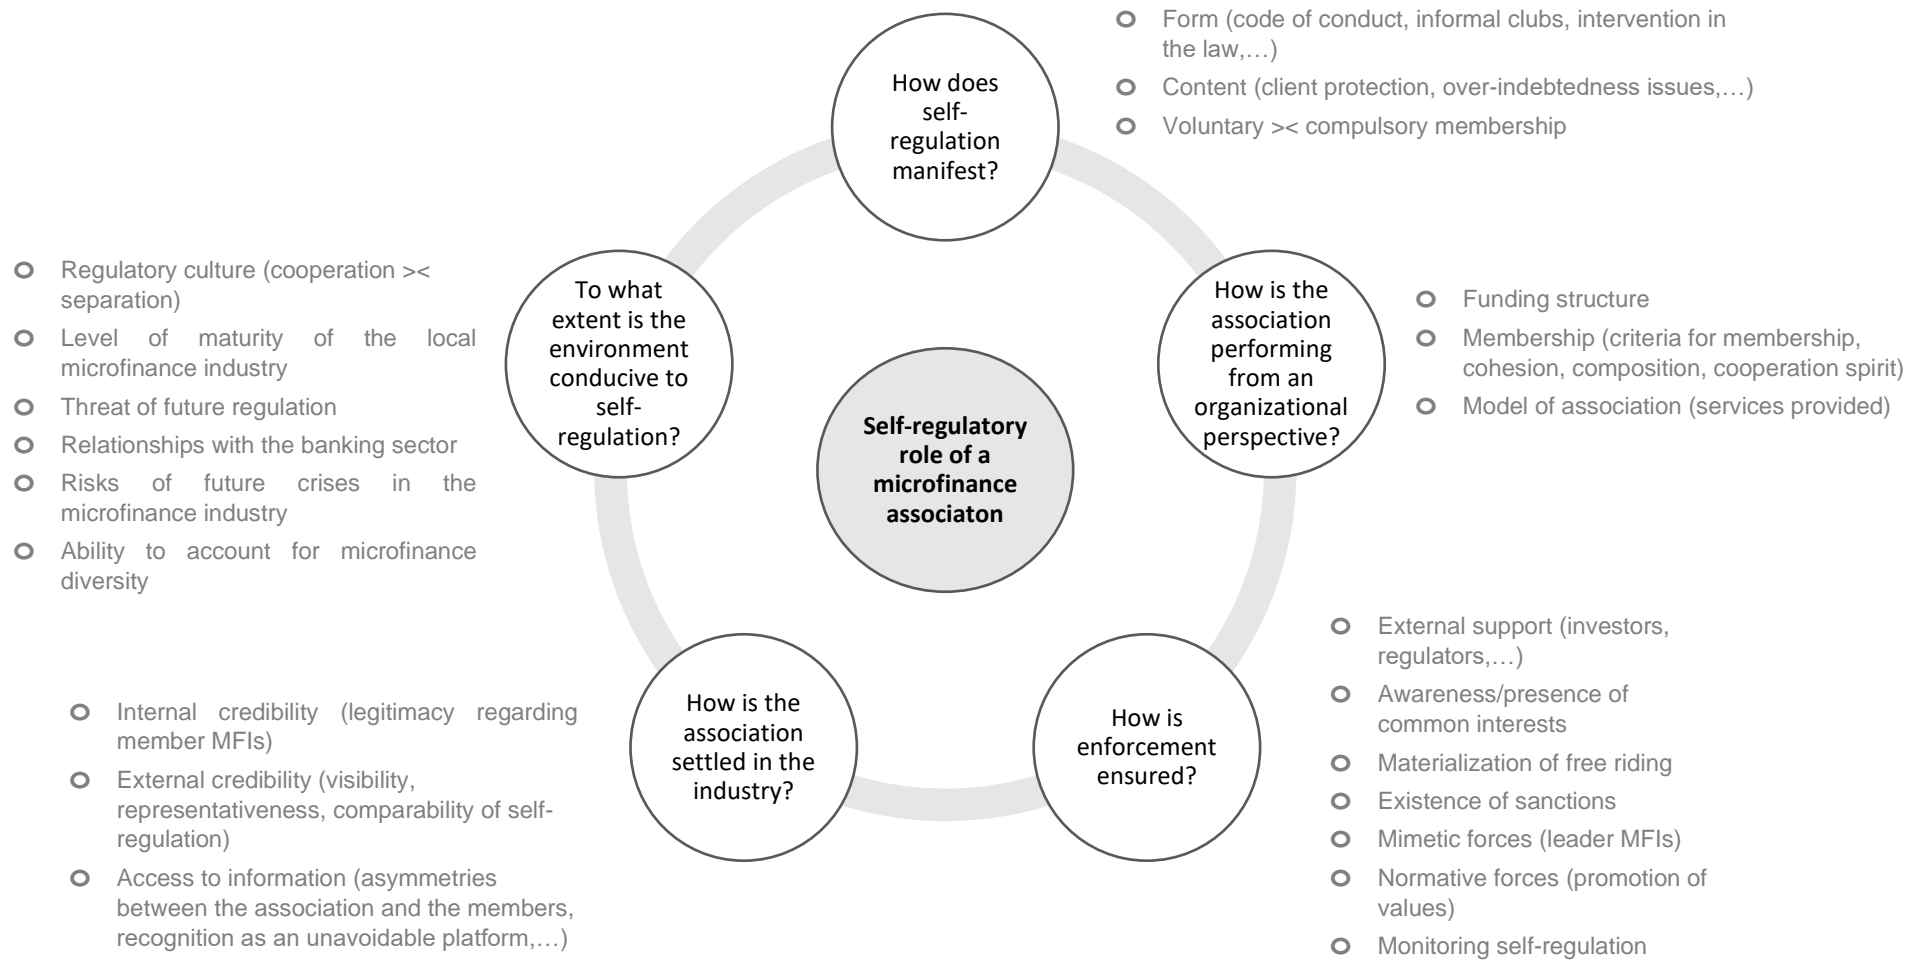 How does
self-
regulation
manifest?
Form (code of conduct, informal clubs, intervention in
the law,…)
Content (client protection, over-indebtedness issues,…)
Voluntary >< compulsory membership
How is the
association
performing
from an
organizational
perspective?
Funding structure
Membership (criteria for membership,
cohesion, composition, cooperation spirit)
Model of association (services provided)
How is
enforcement
ensured?
External support (investors,
regulators,…)
Awareness/presence of
common interests
Materialization of free riding
Existence of sanctions
Mimetic forces (leader MFIs)
Normative forces (promotion of
values)
Monitoring self-regulation
How is the
association
settled in the
industry?
Internal credibility (legitimacy regarding
member MFIs)
External credibility (visibility,
representativeness, comparability of self-
regulation)
Access to information (asymmetries
between the association and the members,
recognition as an unavoidable platform,…)
To what
extent is the
environment
conducive to
self-
regulation?
Regulatory culture (cooperation ><
separation)
Level of maturity of the local
microfinance industry
Threat of future regulation
Relationships with the banking sector
Risks of future crises in the
microfinance industry
Ability to account for microfinance
diversity
Self-regulatory
role of a
microfinance
associaton